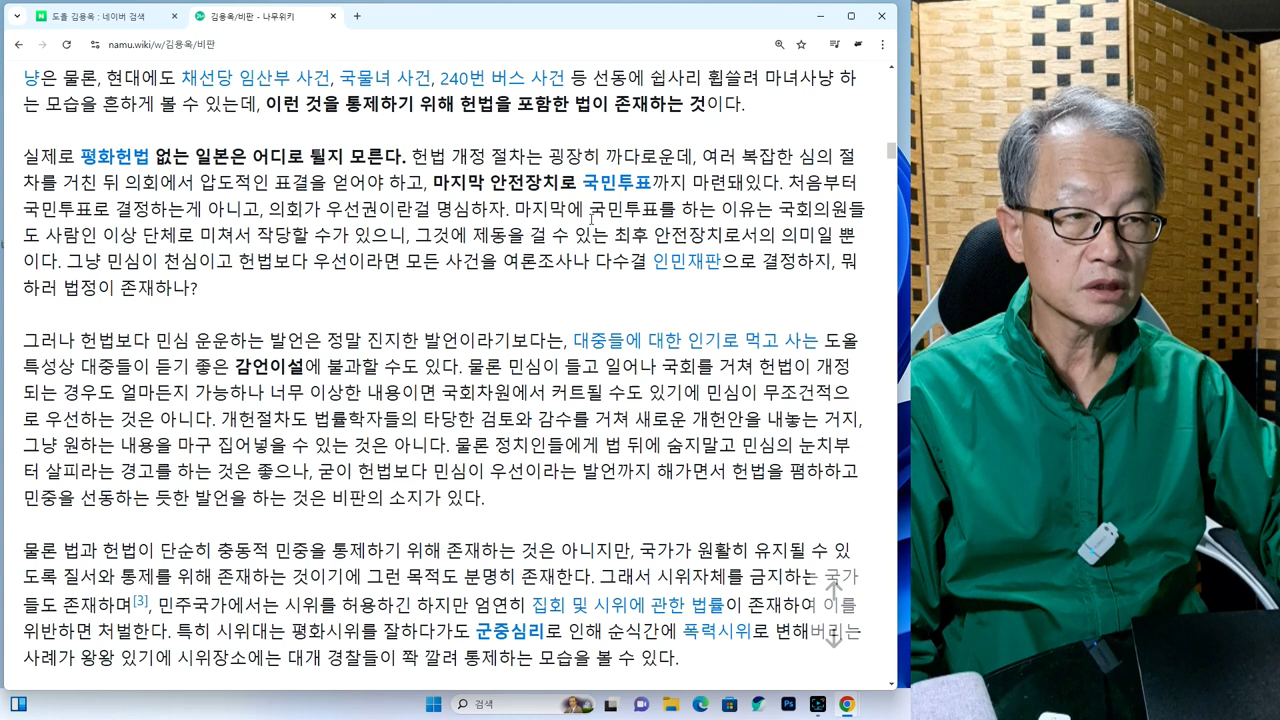 도올 김용옥 : 네이버 검색
김용옥/비판 - 나무위키
namu.wiki/w/김용옥/비판
냥은 물론, 현대에도 채선당 임산부 사건, 국물녀 사건, 240번 버스 사건 등 선동에 쉽사리 휩쓸려 마녀사냥 하
는 모습을 흔하게 볼 수 있는데, 이런 것을 통제하기 위해 헌법을 포함한 법이 존재하는 것이다.
실제로 평화헌법 없는 일본은 어디로 튈지 모른다. 헌법 개정 절차는 굉장히 까다로운데, 여러 복잡한 심의 절
차를 거친 뒤 의회에서 압도적인 표결을 얻어야 하고, 마지막 안전장치로 국민투표까지 마련돼있다. 처음부터
국민투표로 결정하는게 아니고, 의회가 우선권이란걸 명심하자. 마지막에 국민투표를 하는 이유는 국회의원들
도 사람인 이상 단체로 미쳐서 작당할 수가 있으니, 그것에 제동을 걸 수 있는 최후 안전장치로서의 의미일 뿐
이다. 그냥 민심이 천심이고 헌법보다 우선이라면 모든 사건을 여론조사나 다수결 인민재판으로 결정하지, 뭐
하러 법정이 존재하나?
그러나 헌법보다 민심 운운하는 발언은 정말 진지한 발언이라기보다는, 대중들에 대한 인기로 먹고 사는 도올
특성상 대중들이 듣기 좋은 감언이설에 불과할 수도 있다. 물론 민심이 들고 일어나 국회를 거쳐 헌법이 개정
되는 경우도 얼마든지 가능하나 너무 이상한 내용이면 국회차원에서 커트될 수도 있기에 민심이 무조건적으
로 우선하는 것은 아니다. 개헌절차도 법률학자들의 타당한 검토와 감수를 거쳐 새로운 개헌안을 내놓는 거지,
그냥 원하는 내용을 마구 집어넣을 수 있는 것은 아니다. 물론 정치인들에게 법 뒤에 숨지말고 민심의 눈치부
터 살피라는 경고를 하는 것은 좋으나, 굳이 헌법보다 민심이 우선이라는 발언까지 해가면서 헌법을 폄하하고
민중을 선동하는 듯한 발언을 하는 것은 비판의 소지가 있다.
물론 법과 헌법이 단순히 충동적 민중을 통제하기 위해 존재하는 것은 아니지만, 국가가 원활히 유지될 수 있
도록 질서와 통제를 위해 존재하는 것이기에 그런 목적도 분명히 존재한다. 그래서 시위자체를 금지하는 국가
들도 존재하며[3], 민주국가에서는 시위를 허용하긴 하지만 엄연히 집회 및 시위에 관한 법률이 존재하여 이를
위반하면 처벌한다. 특히 시위대는 평화시위를 잘하다가도 군중심리로 인해 순식간에 폭력시위로 변해버리는
사례가 왕왕 있기에 시위장소에는 대개 경찰들이 쫙 깔려 통제하는 모습을 볼 수 있다.
검색
Ps